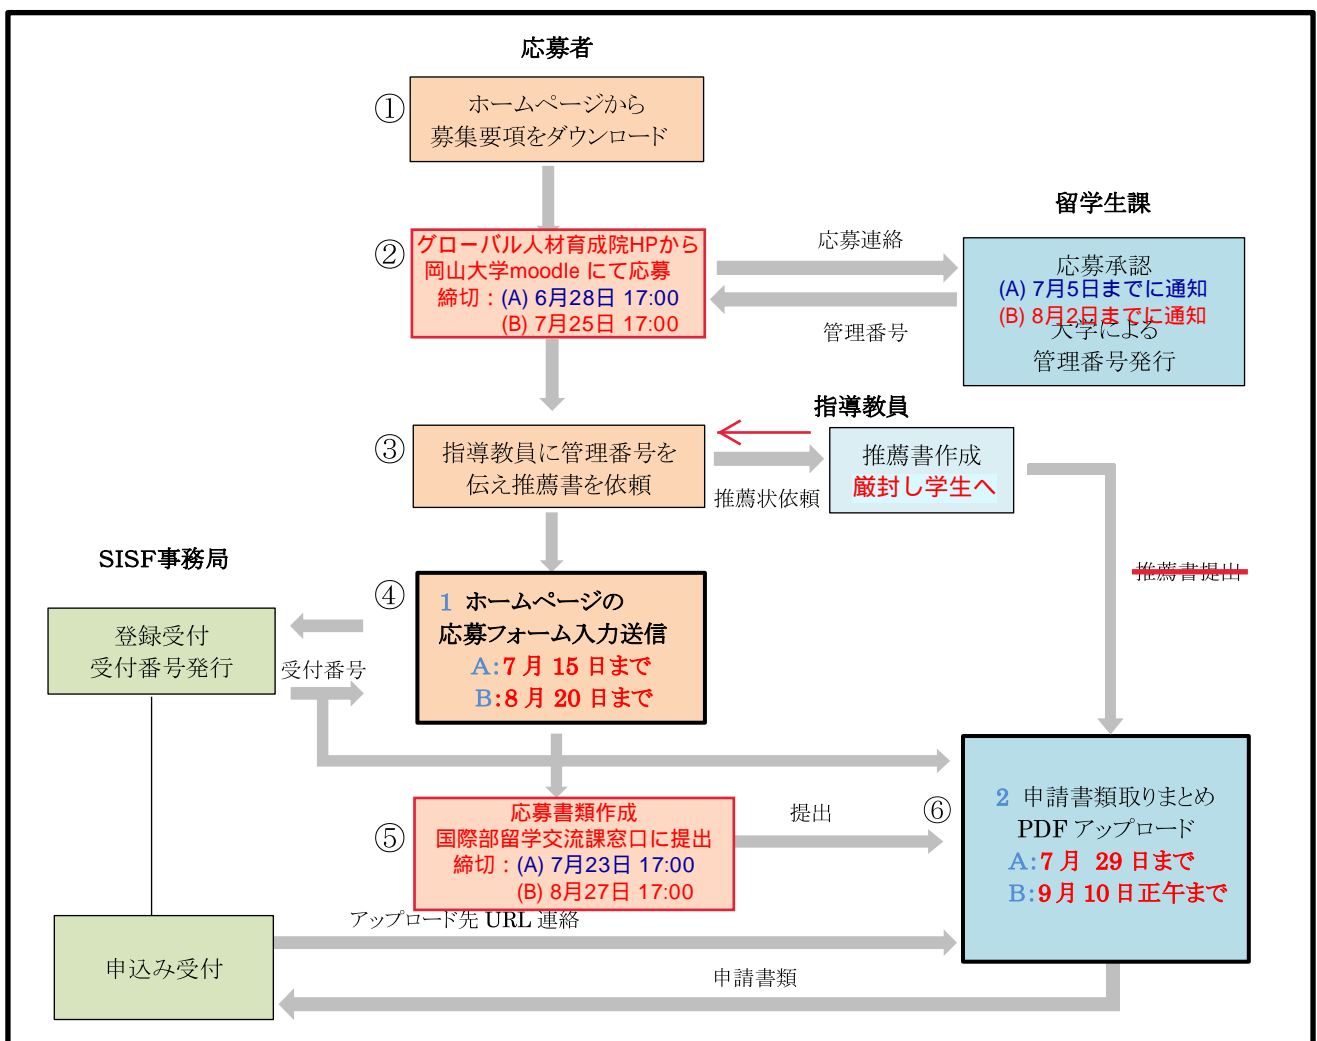 応募者
①
ホームページから
募集要項をダウンロード
留学生課
②
グローバル人材育成院HPから
岡山大学moodle にて応募
締切：(A) 6月28日 17:00
(B) 7月25日 17:00
応募連絡
管理番号
応募承認
(A) 7月5日までに通知
(B) 8月2日までに通知
大学による
管理番号発行
指導教員
③
指導教員に管理番号を
伝え推薦書を依頼
推薦状依頼
推薦書作成
厳封し学生へ
推薦書提出
SISF事務局
④
1 ホームページの
応募フォーム入力送信
A:7 月 15 日まで
B:8 月 20 日まで
登録受付
受付番号発行
受付番号
⑤
応募書類作成
国際部留学交流課窓口に提出
締切：(A) 7月23日 17:00
(B) 8月27日 17:00
提出
⑥
2 申請書類取りまとめ
PDF アップロード
A:7 月 29 日まで
B:9 月 10 日正午まで
アップロード先 URL 連絡
申込み受付
申請書類